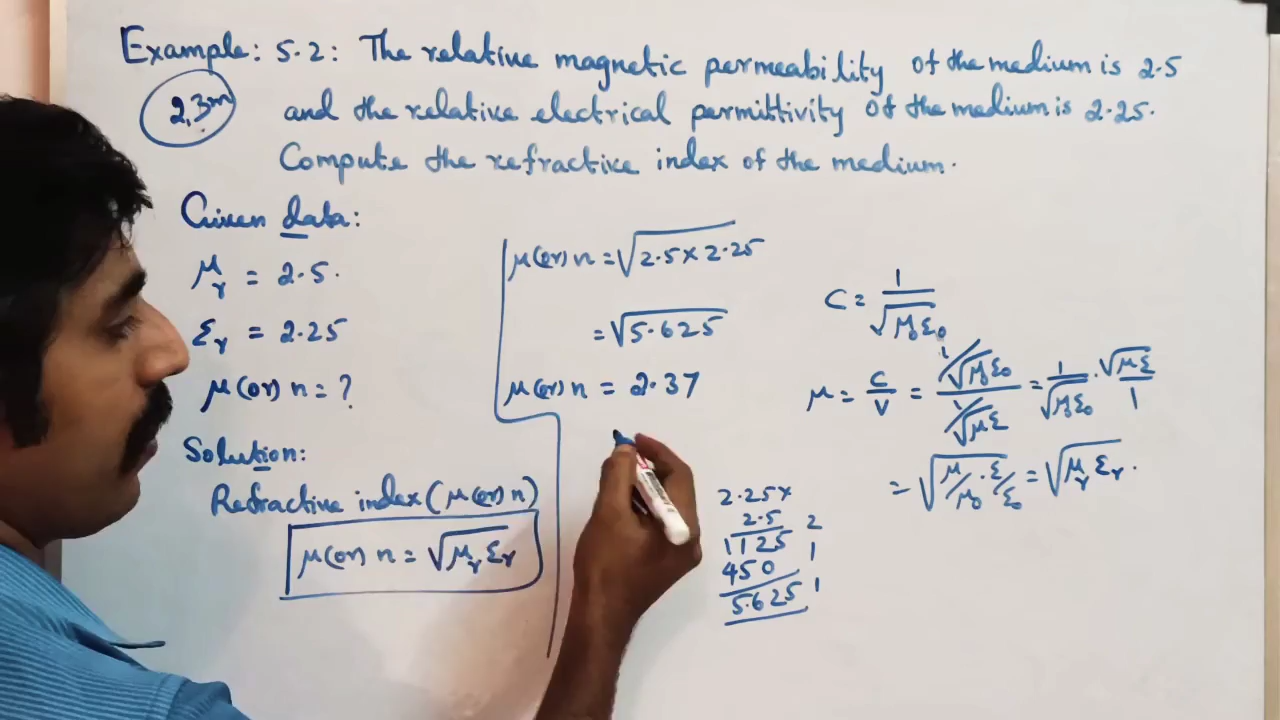 Example: 5.2: The relative magnetic permeability of the medium is 2.5
2,3m
and the relative electrical permittivity of the medium is 2.25.
Compute the refractive index of the medium.
Given data:
μr = 2.5.
εr = 2.25
μ(or) n = ?
Solution:
Refractive index (μ(or) n)
μ(or) n = √μr εr
μ(or) n = √2.5 x 2.25
= √5.625
μ(or) n = 2.37
2.25x
2.5 2
1125 1
450 1
5.625
C = 1/√μ0ε0
μ = C/V = (1/√μ0ε0)/(1/√με) = 1/√μ0ε0 . √με/1
= √μ/μ0 . ε/ε0 = √μr εr .